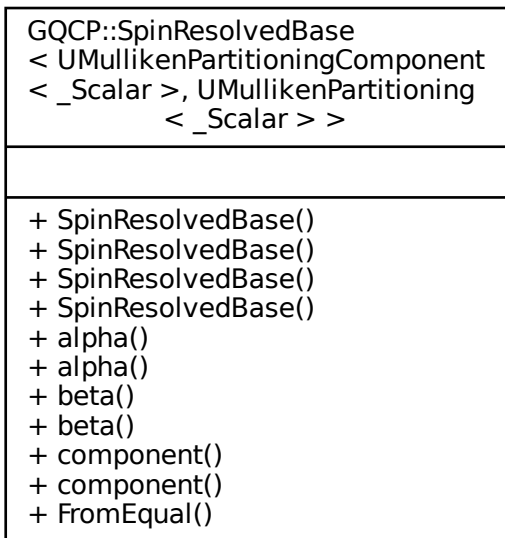 GQCP::SpinResolvedBase
< UMullikenPartitioningComponent
< _Scalar >, UMullikenPartitioning
< _Scalar > >
+ SpinResolvedBase()
+ SpinResolvedBase()
+ SpinResolvedBase()
+ SpinResolvedBase()
+ alpha()
+ alpha()
+ beta()
+ beta()
+ component()
+ component()
+ FromEqual()